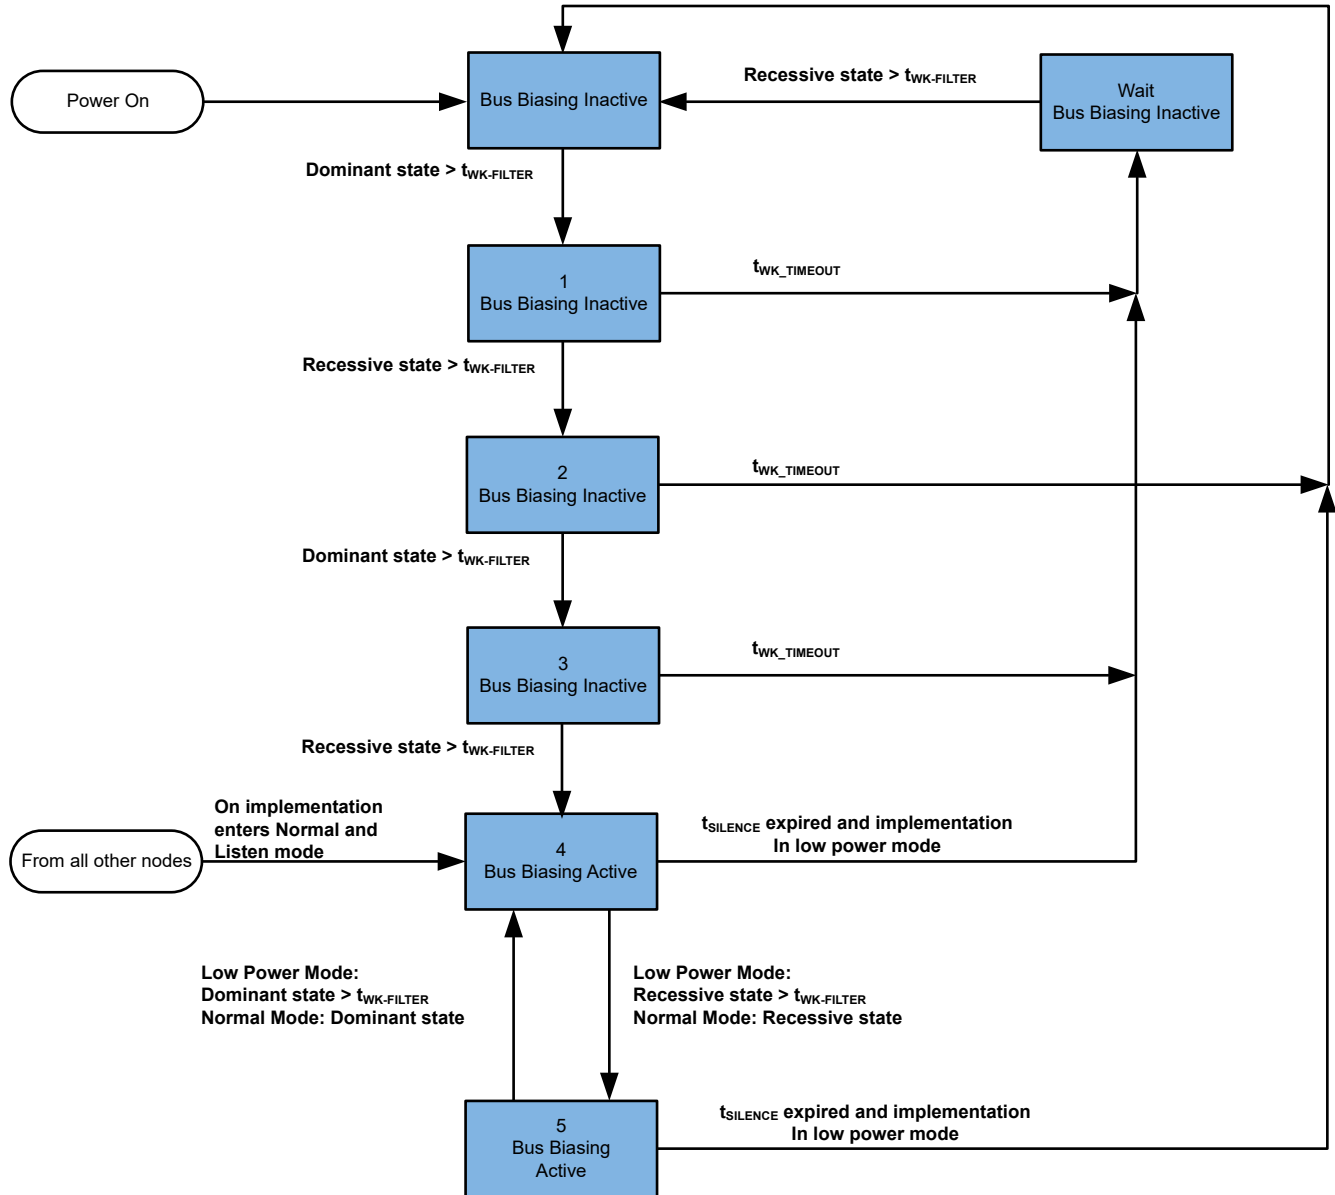 Power On
Bus Biasing Inactive
Recessive state > tWK-FILTER
Wait
Bus Biasing Inactive
Dominant state > tWK-FILTER
1
Bus Biasing Inactive
tWK_TIMEOUT
Recessive state > tWK-FILTER
2
Bus Biasing Inactive
tWK_TIMEOUT
Dominant state > tWK-FILTER
3
Bus Biasing Inactive
tWK_TIMEOUT
Recessive state > tWK-FILTER
From all other nodes
On implementation
enters Normal and
Listen mode
4
Bus Biasing Active
tSILENCE expired and implementation
In low power mode
Low Power Mode:
Dominant state > tWK-FILTER
Normal Mode: Dominant state
Low Power Mode:
Recessive state > tWK-FILTER
Normal Mode: Recessive state
5
Bus Biasing
Active
tSILENCE expired and implementation
In low power mode